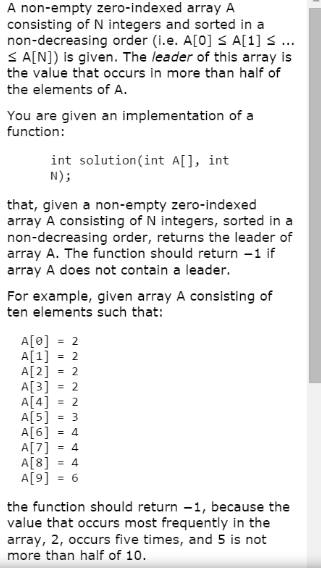 A non-empty zero-indexed array A
consisting of N integers and sorted in a
non-decreasing order (i.e. A[0] ≤ A[1] ≤ ...
≤ A[N]) is given. The leader of this array is
the value that occurs in more than half of
the elements of A.
You are given an implementation of a
function:
int solution(int A[], int
N);
that, given a non-empty zero-indexed
array A consisting of N integers, sorted in a
non-decreasing order, returns the leader of
array A. The function should return −1 if
array A does not contain a leader.
For example, given array A consisting of
ten elements such that:
A[0] = 2
A[1] = 2
A[2] = 2
A[3] = 2
A[4] = 2
A[5] = 3
A[6] = 4
A[7] = 4
A[8] = 4
A[9] = 6
the function should return −1, because the
value that occurs most frequently in the
array, 2, occurs five times, and 5 is not
more than half of 10.